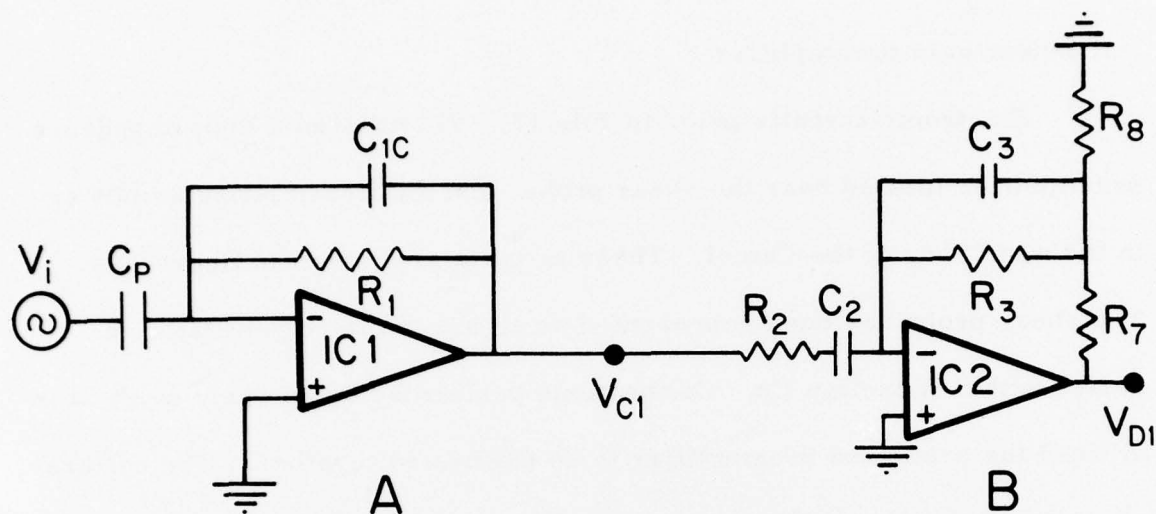 R8
C1C
C3
Vi
CP
R1
R3
R7
R2
C2
-
IC1
+
-
IC2
+
VC1
VD1
A
B